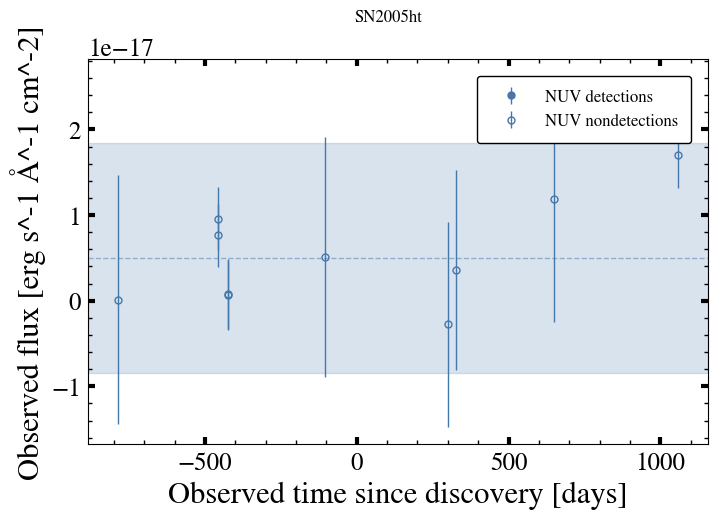 SN2005ht
1e−17
NUV detections
NUV nondetections
2
1
0
−1
−500
0
500
1000
Observed time since discovery [days]
Observed flux [erg s^-1 Å^-1 cm^-2]